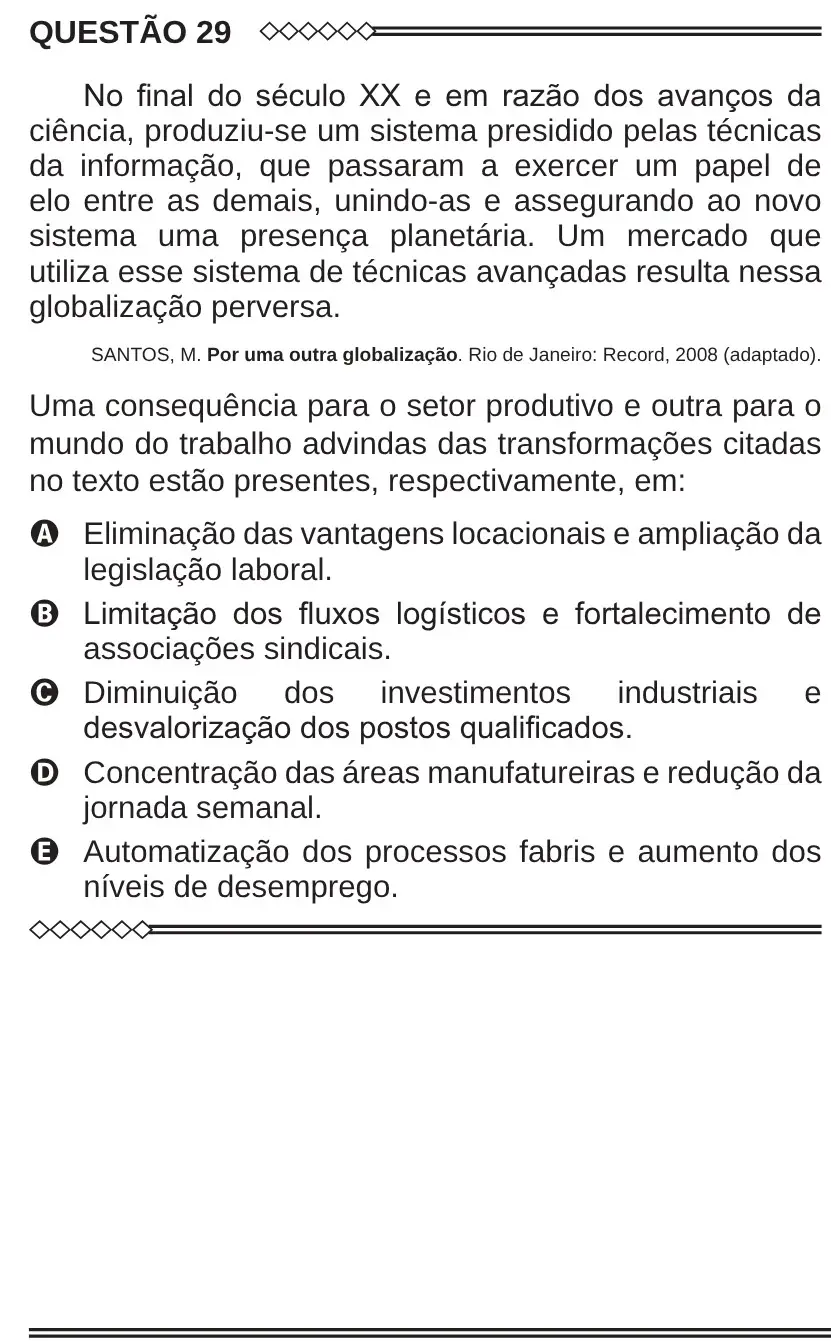 QUESTÃO 29
No final do século XX e em razão dos avanços da
ciência, produziu-se um sistema presidido pelas técnicas
da informação, que passaram a exercer um papel de
elo entre as demais, unindo-as e assegurando ao novo
sistema uma presença planetária. Um mercado que
utiliza esse sistema de técnicas avançadas resulta nessa
globalização perversa.
SANTOS, M. Por uma outra globalização. Rio de Janeiro: Record, 2008 (adaptado).
Uma consequência para o setor produtivo e outra para o
mundo do trabalho advindas das transformações citadas
no texto estão presentes, respectivamente, em:
A Eliminação das vantagens locacionais e ampliação da
legislação laboral.
B Limitação dos fluxos logísticos e fortalecimento de
associações sindicais.
C Diminuição dos investimentos industriais e
desvalorização dos postos qualificados.
D Concentração das áreas manufatureiras e redução da
jornada semanal.
E Automatização dos processos fabris e aumento dos
níveis de desemprego.